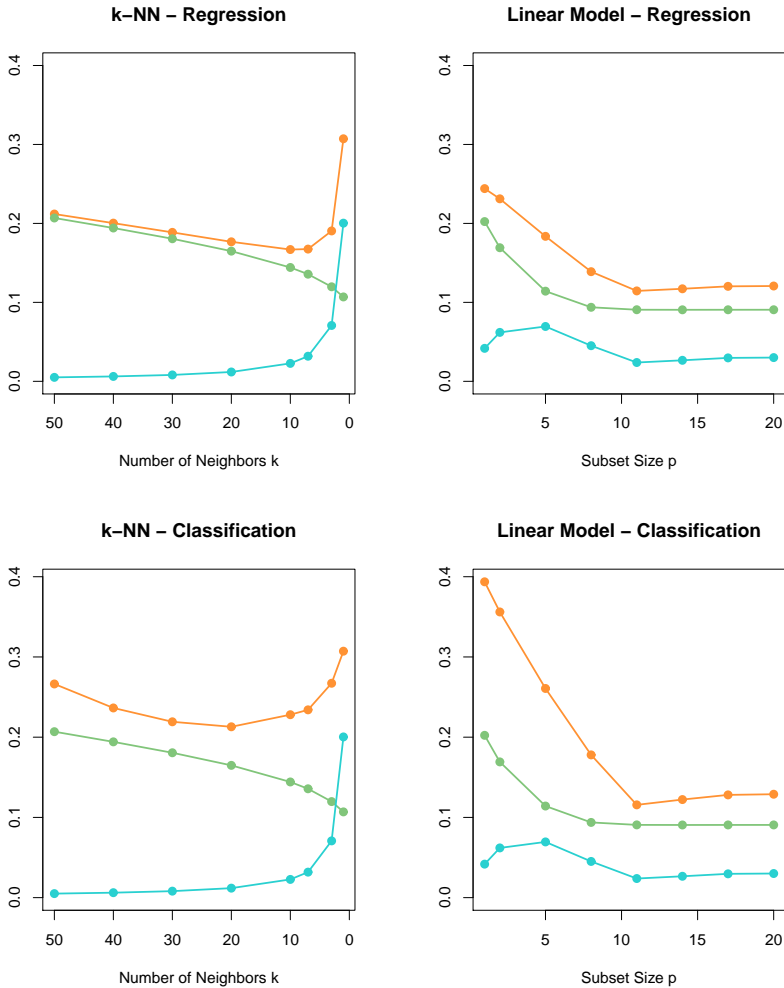 k−NN − Regression
0.0 0.1 0.2 0.3 0.4
50 40 30 20 10 0
Number of Neighbors k
Linear Model − Regression
0.0 0.1 0.2 0.3 0.4
5 10 15 20
Subset Size p
k−NN − Classification
0.0 0.1 0.2 0.3 0.4
50 40 30 20 10 0
Number of Neighbors k
Linear Model − Classification
0.0 0.1 0.2 0.3 0.4
5 10 15 20
Subset Size p